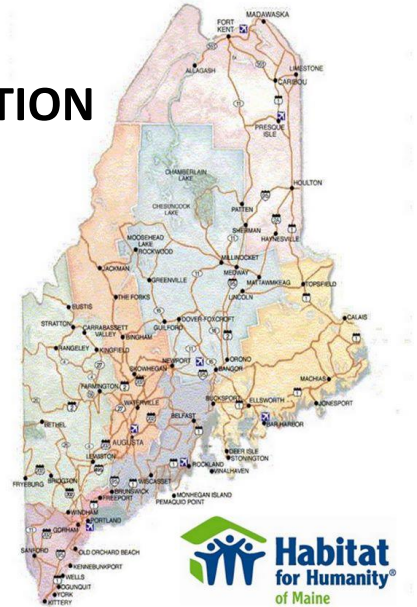 MADAWASKA
FORT
KENT
TION
ALLAGASH
LIMESTONE
CARIBOU
PRESQUE
ISLE
CHAMBERLAIN
LAKE
HOULTON
CHESUNCOOK
LAKE
PATTEN
SHERMAN
HAYNESVILLE
MOOSEHEAD
LAKE
ROCKWOOD
MILLINOCKET
JACKMAN
MEDWAY
GREENVILLE
MATTAWMKEAG
TOPSFIELD
THE FORKS
LINCOLN
EUSTIS
DOVER-FOXCROFT
CALAIS
STRATTON
CARRABASSETT
VALLEY
GUILFORD
BINGHAM
RANGELEY
KINGFIELD
NEWPORT
ORONO
SKOWHEGAN
BANGOR
MACHIAS
FARMINGTON
BUCKSPORT
ELLSWORTH
JONESPORT
WATERVILLE
BELFAST
BETHEL
BAR HARBOR
AUGUSTA
DEER ISLE
STONINGTON
LEWISTON
ROCKLAND
VINALHAVEN
FRYEBURG
BRIDGTON
WISCASSET
BRUNSWICK
MONHEGAN ISLAND
FREEPORT
PEMAQUID POINT
WINDHAM
GORHAM
PORTLAND
SANFORD
OLD ORCHARD BEACH
KENNEBUNKPORT
WELLS
OGUNQUIT
YORK
KITTERY
Habitat
for Humanity®
of Maine